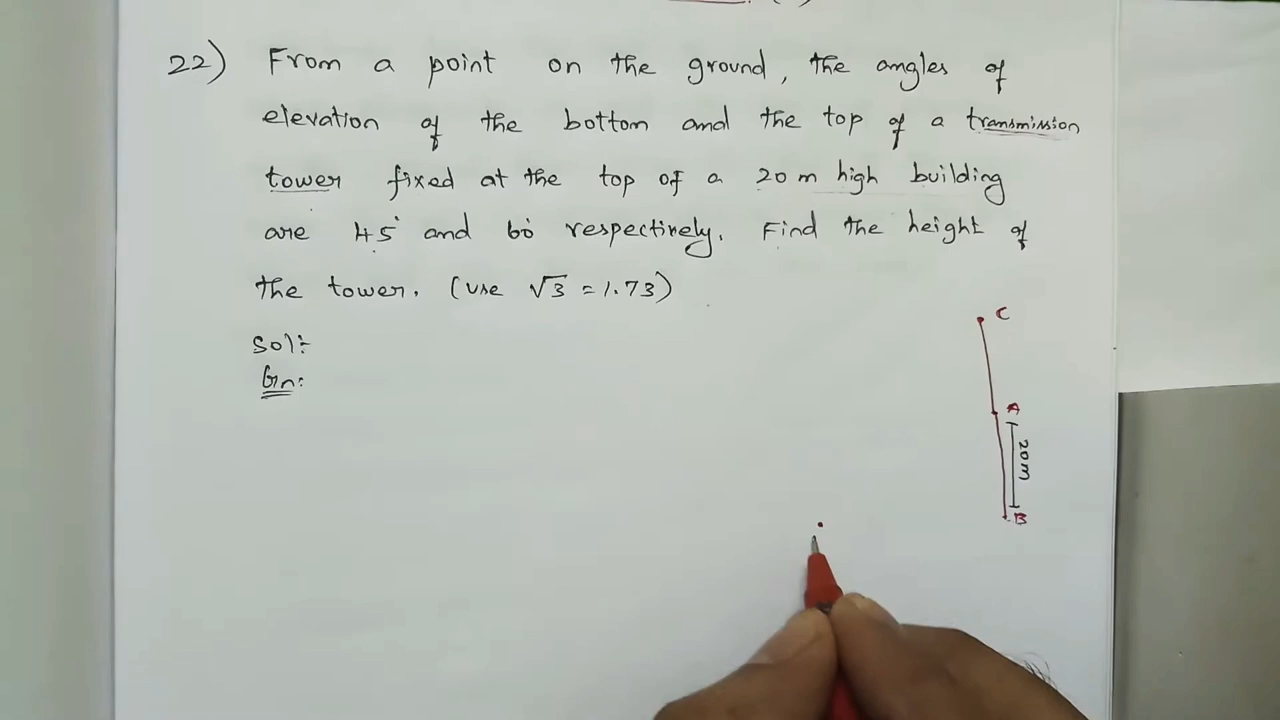 22) From a point on the ground, the angles of
elevation of the bottom and the top of a transmission
tower fixed at the top of a 20 m high building
are 45° and 60° respectively. Find the height of
the tower. (use √3 = 1.73)
Sol:-
Gn:
C
A
20m
B